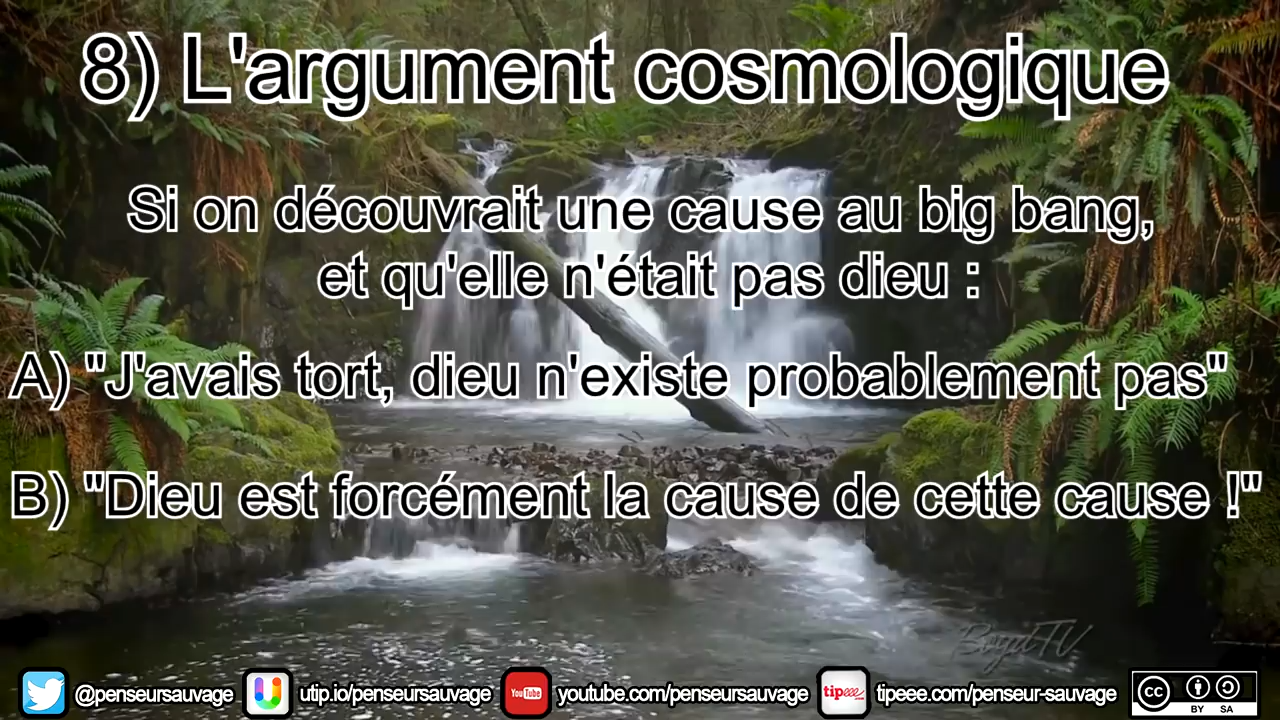 8) L'argument cosmologique
Si on découvrait une cause au big bang,
et qu'elle n'était pas dieu :
A) "J'avais tort, dieu n'existe probablement pas"
B) "Dieu est forcément la cause de cette cause !"
BoydTV
@penseursauvage utip.io/penseursauvage YouTube youtube.com/penseursauvage tipeee tipeee.com/penseur-sauvage cc BY SA